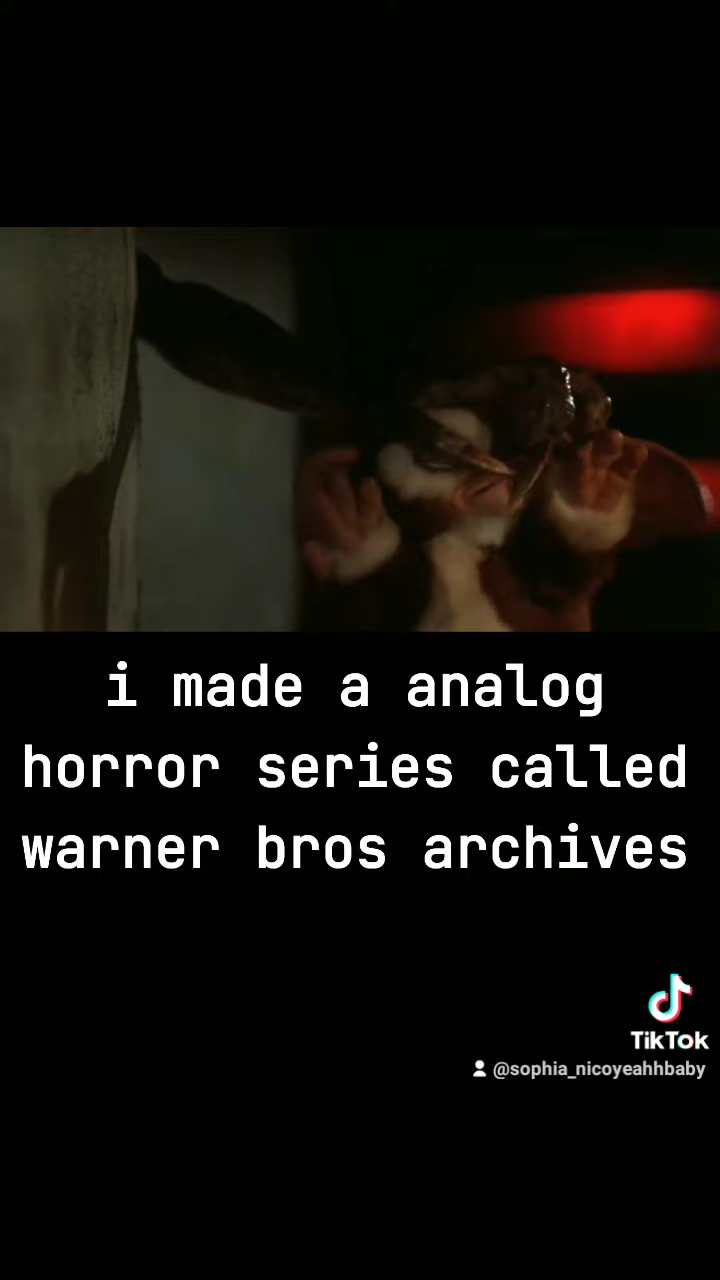 i made a analog
horror series called
warner bros archives
TikTok
@sophia_nicoyeahhbaby